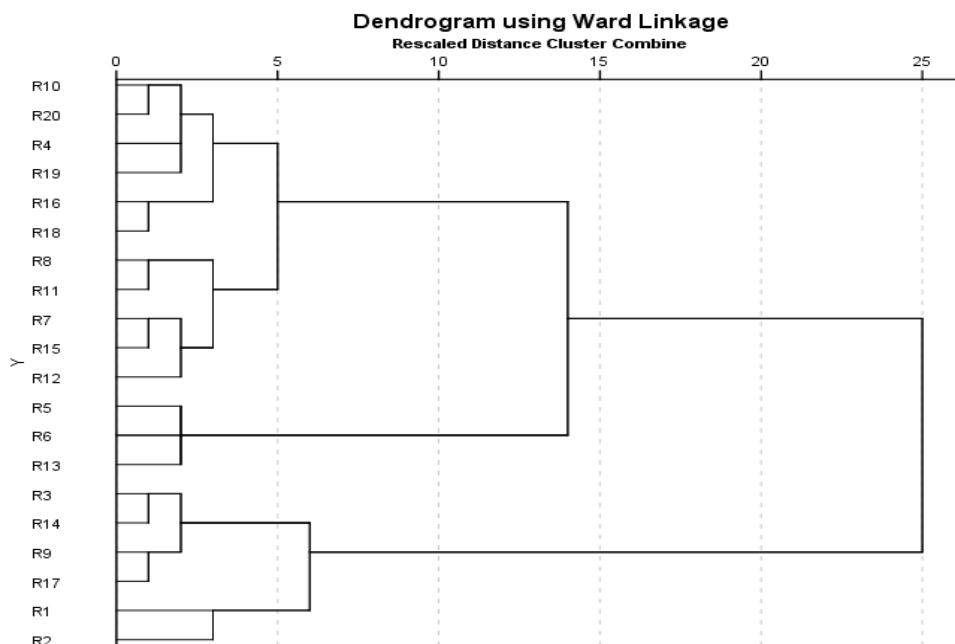 Dendrogram using Ward Linkage
Rescaled Distance Cluster Combine
0 5 10 15 20 25
R10
R20
R4
R19
R16
R18
R8
R11
R7
R15
Y
R12
R5
R6
R13
R3
R14
R9
R17
R1
R2